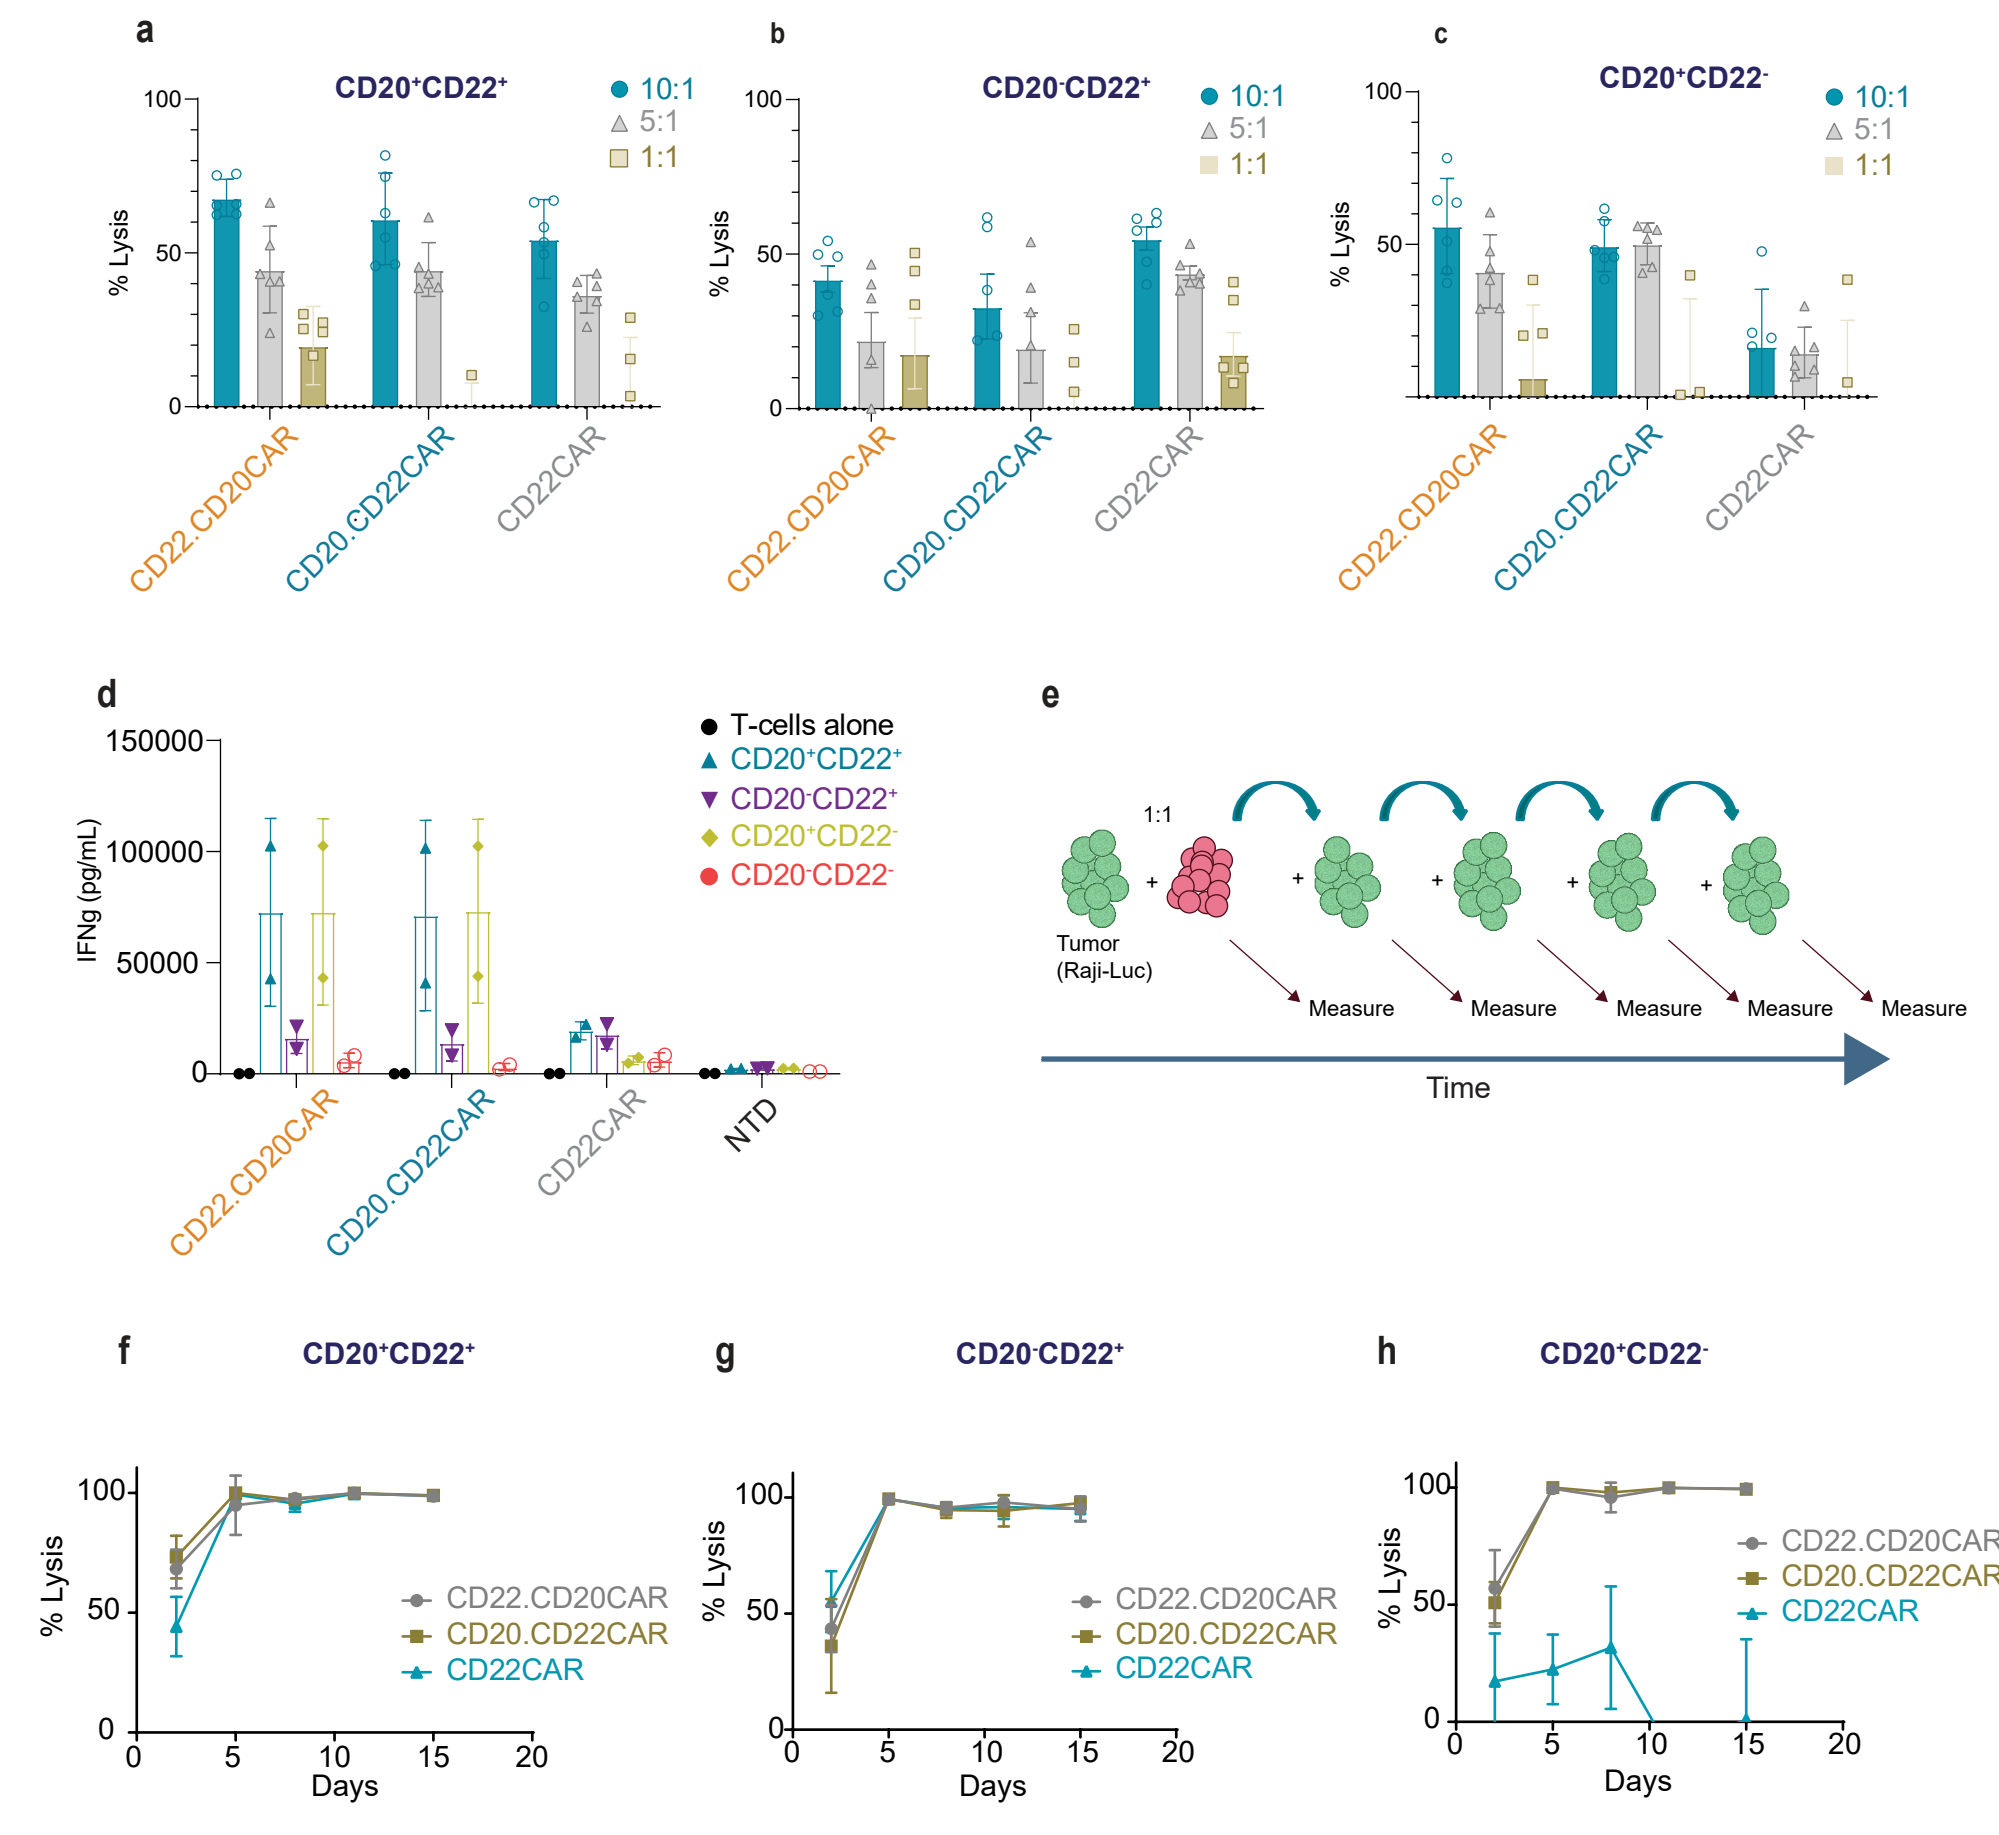 a
CD20⁺CD22⁺
10:1
5:1
1:1
100
50
0
% Lysis
CD22.CD20CAR
CD20.CD22CAR
CD22CAR
b
CD20⁻CD22⁺
10:1
5:1
1:1
100
50
0
% Lysis
CD22.CD20CAR
CD20.CD22CAR
CD22CAR
c
CD20⁺CD22⁻
10:1
5:1
1:1
100
50
% Lysis
CD22.CD20CAR
CD20.CD22CAR
CD22CAR
d
T-cells alone
CD20⁺CD22⁺
CD20⁻CD22⁺
CD20⁺CD22⁻
CD20⁻CD22⁻
150000
100000
50000
0
IFNg (pg/mL)
CD22.CD20CAR
CD20.CD22CAR
CD22CAR
NTD
e
1:1
+ + + + +
Tumor
(Raji-Luc)
Measure Measure Measure Measure Measure
Time
f
CD20⁺CD22⁺
100
50
0
% Lysis
CD22.CD20CAR
CD20.CD22CAR
CD22CAR
0 5 10 15 20
Days
g
CD20⁻CD22⁺
100
50
0
% Lysis
CD22.CD20CAR
CD20.CD22CAR
CD22CAR
0 5 10 15 20
Days
h
CD20⁺CD22⁻
100
50
0
% Lysis
CD22.CD20CAR
CD20.CD22CAR
CD22CAR
0 5 10 15 20
Days